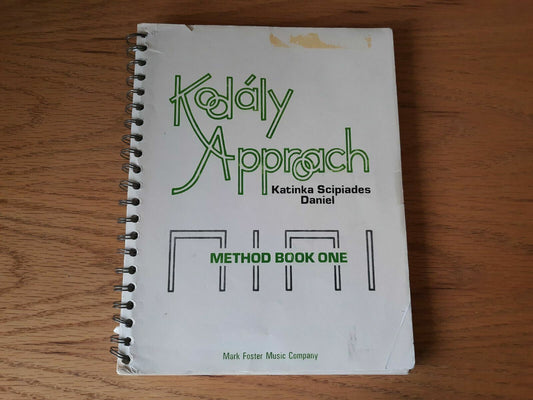 Kodály
Approach
Katinka Scipiades
Daniel
METHOD BOOK ONE
Mark Foster Music Company